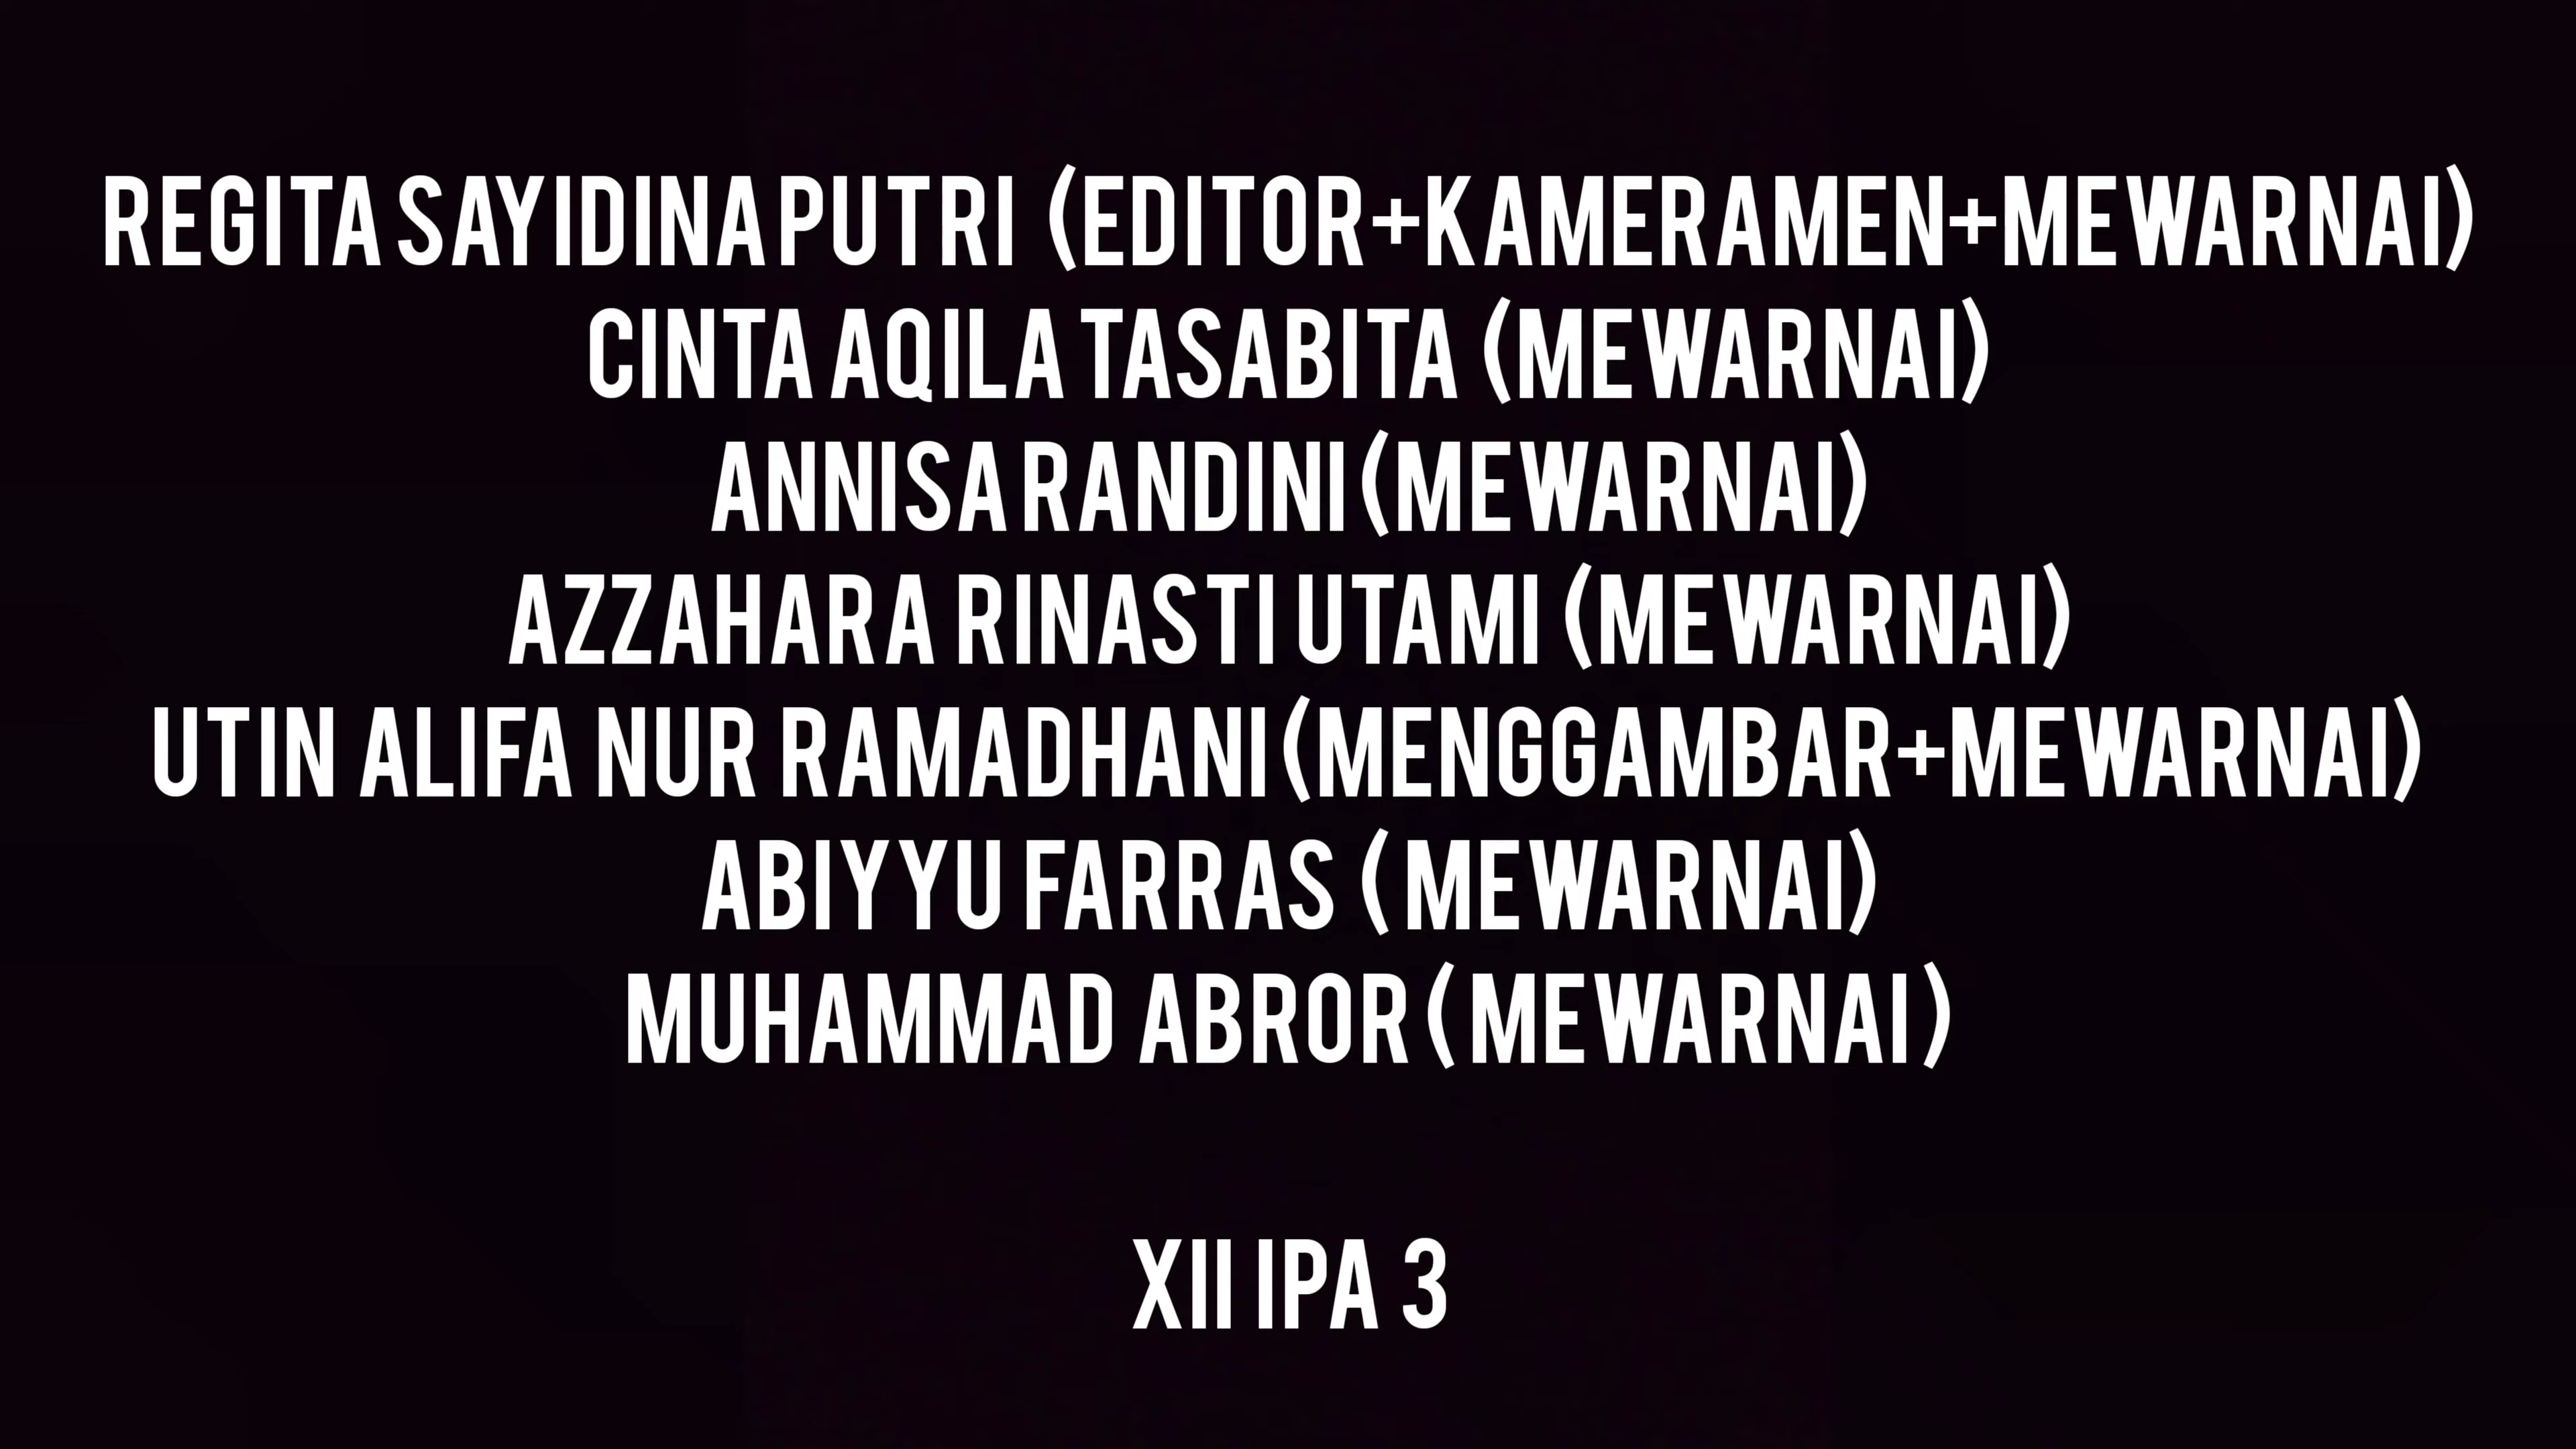 REGITA SAYIDINA PUTRI (EDITOR+KAMERAMEN+MEWARNAI)
CINTA AQILA TASABITA (MEWARNAI)
ANNISA RANDINI (MEWARNAI)
AZZAHARA RINASTI UTAMI (MEWARNAI)
UTIN ALIFA NUR RAMADHANI (MENGGAMBAR+MEWARNAI)
ABIYYU FARRAS ( MEWARNAI)
MUHAMMAD ABROR ( MEWARNAI )
XII IPA 3